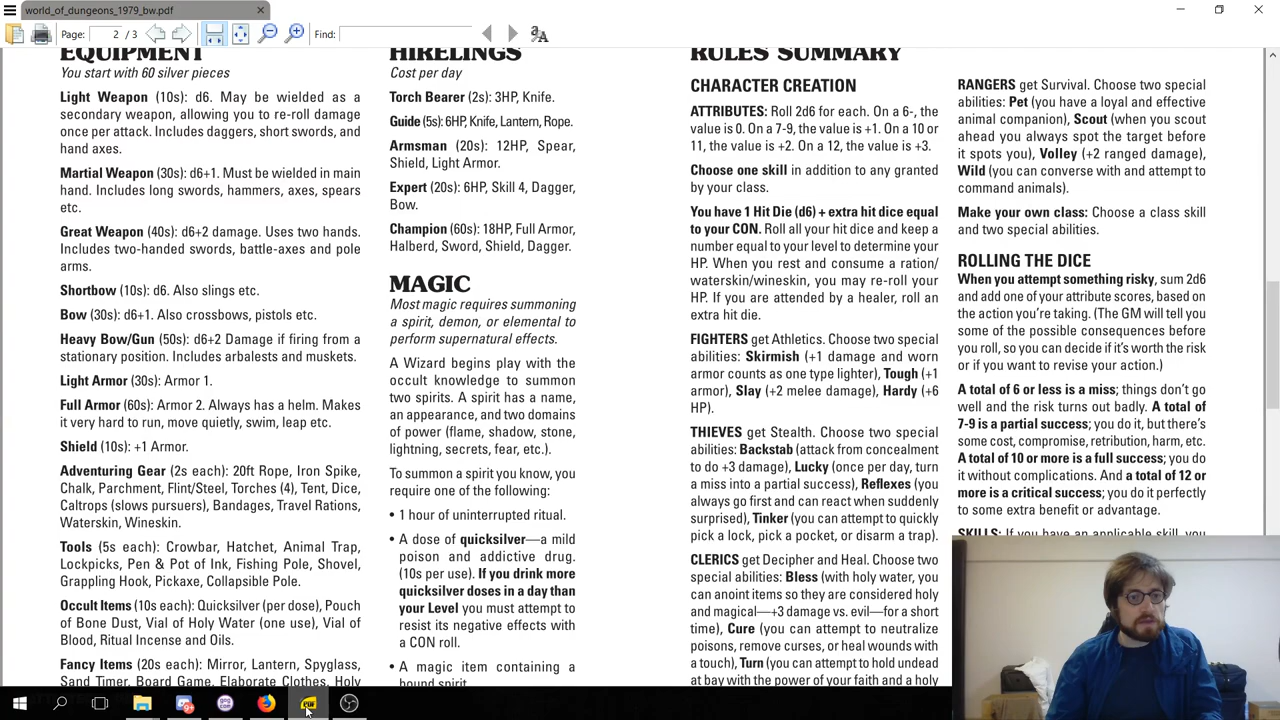 world_of_dungeons_1979_bw.pdf
Page: 2 / 3
Find:
EQUIPMENT
You start with 60 silver pieces
Light Weapon (10s): d6. May be wielded as a
secondary weapon, allowing you to re-roll damage
once per attack. Includes daggers, short swords, and
hand axes.
Martial Weapon (30s): d6+1. Must be wielded in main
hand. Includes long swords, hammers, axes, spears
etc.
Great Weapon (40s): d6+2 damage. Uses two hands.
Includes two-handed swords, battle-axes and pole
arms.
Shortbow (10s): d6. Also slings etc.
Bow (30s): d6+1. Also crossbows, pistols etc.
Heavy Bow/Gun (50s): d6+2 Damage if firing from a
stationary position. Includes arbalests and muskets.
Light Armor (30s): Armor 1.
Full Armor (60s): Armor 2. Always has a helm. Makes
it very hard to run, move quietly, swim, leap etc.
Shield (10s): +1 Armor.
Adventuring Gear (2s each): 20ft Rope, Iron Spike,
Chalk, Parchment, Flint/Steel, Torches (4), Tent, Dice,
Caltrops (slows pursuers), Bandages, Travel Rations,
Waterskin, Wineskin.
Tools (5s each): Crowbar, Hatchet, Animal Trap,
Lockpicks, Pen & Pot of Ink, Fishing Pole, Shovel,
Grappling Hook, Pickaxe, Collapsible Pole.
Occult Items (10s each): Quicksilver (per dose), Pouch
of Bone Dust, Vial of Holy Water (one use), Vial of
Blood, Ritual Incense and Oils.
Fancy Items (20s each): Mirror, Lantern, Spyglass,
Sand Timer, Board Game, Elaborate Clothes, Holy
HIRELINGS
Cost per day
Torch Bearer (2s): 3HP, Knife.
Guide (5s): 6HP, Knife, Lantern, Rope.
Armsman (20s): 12HP, Spear,
Shield, Light Armor.
Expert (20s): 6HP, Skill 4, Dagger,
Bow.
Champion (60s): 18HP, Full Armor,
Halberd, Sword, Shield, Dagger.
MAGIC
Most magic requires summoning
a spirit, demon, or elemental to
perform supernatural effects.
A Wizard begins play with the
occult knowledge to summon
two spirits. A spirit has a name,
an appearance, and two domains
of power (flame, shadow, stone,
lightning, secrets, fear, etc.).
To summon a spirit you know, you
require one of the following:
• 1 hour of uninterrupted ritual.
• A dose of quicksilver—a mild
poison and addictive drug.
(10s per use). If you drink more
quicksilver doses in a day than
your Level you must attempt to
resist its negative effects with
a CON roll.
• A magic item containing a
bound spirit
RULES SUMMARY
CHARACTER CREATION
ATTRIBUTES: Roll 2d6 for each. On a 6-, the
value is 0. On a 7-9, the value is +1. On a 10 or
11, the value is +2. On a 12, the value is +3.
Choose one skill in addition to any granted
by your class.
You have 1 Hit Die (d6) + extra hit dice equal
to your CON. Roll all your hit dice and keep a
number equal to your level to determine your
HP. When you rest and consume a ration/
waterskin/wineskin, you may re-roll your
HP. If you are attended by a healer, roll an
extra hit die.
FIGHTERS get Athletics. Choose two special
abilities: Skirmish (+1 damage and worn
armor counts as one type lighter), Tough (+1
armor), Slay (+2 melee damage), Hardy (+6
HP).
THIEVES get Stealth. Choose two special
abilities: Backstab (attack from concealment
to do +3 damage), Lucky (once per day, turn
a miss into a partial success), Reflexes (you
always go first and can react when suddenly
surprised), Tinker (you can attempt to quickly
pick a lock, pick a pocket, or disarm a trap).
CLERICS get Decipher and Heal. Choose two
special abilities: Bless (with holy water, you
can anoint items so they are considered holy
and magical—+3 damage vs. evil—for a short
time), Cure (you can attempt to neutralize
poisons, remove curses, or heal wounds with
a touch), Turn (you can attempt to hold undead
at bay with the power of your faith and a holy
RANGERS get Survival. Choose two special
abilities: Pet (you have a loyal and effective
animal companion), Scout (when you scout
ahead you always spot the target before
it spots you), Volley (+2 ranged damage),
Wild (you can converse with and attempt to
command animals).
Make your own class: Choose a class skill
and two special abilities.
ROLLING THE DICE
When you attempt something risky, sum 2d6
and add one of your attribute scores, based on
the action you're taking. (The GM will tell you
some of the possible consequences before
you roll, so you can decide if it's worth the risk
or if you want to revise your action.)
A total of 6 or less is a miss; things don't go
well and the risk turns out badly. A total of
7-9 is a partial success; you do it, but there's
some cost, compromise, retribution, harm, etc.
A total of 10 or more is a full success; you do
it without complications. And a total of 12 or
more is a critical success; you do it perfectly
to some extra benefit or advantage.
SKILLS: If you have an applicable skill, you